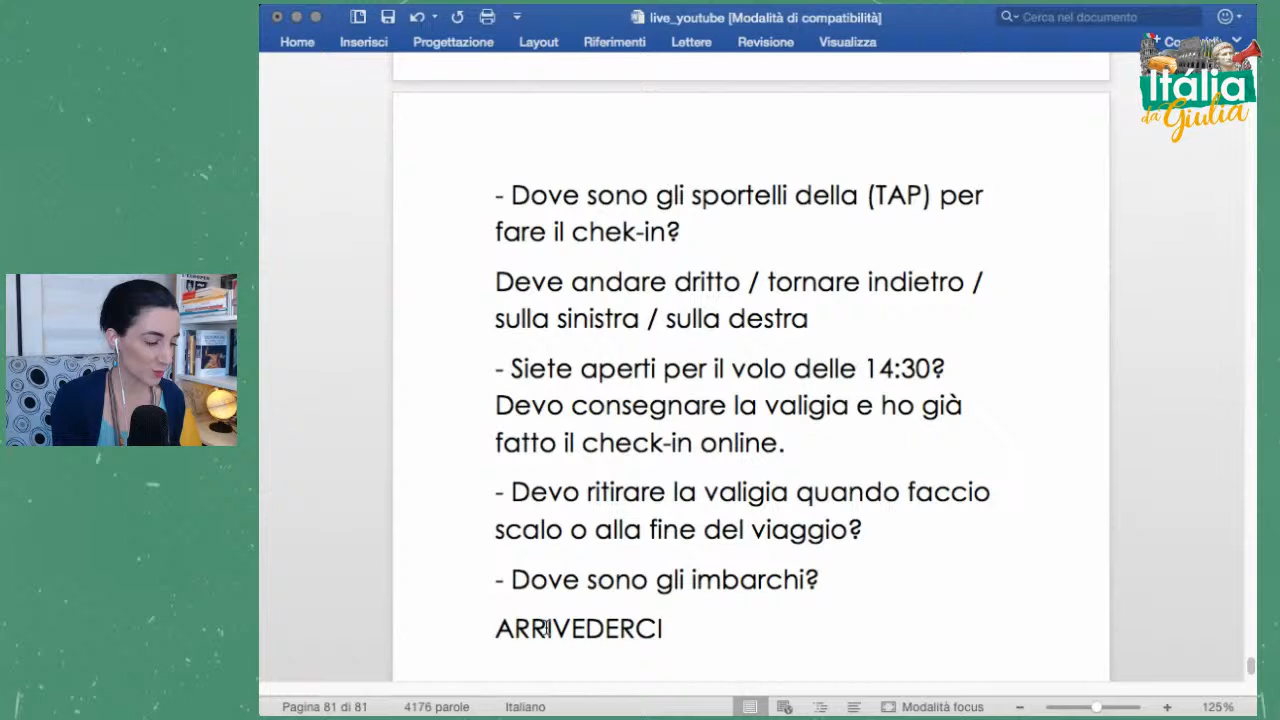 live_youtube [Modalità di compatibilità]
Cerca nel documento
Home Inserisci Progettazione Layout Riferimenti Lettere Revisione Visualizza
Itália
da Giulia
- Dove sono gli sportelli della (TAP) per
fare il chek-in?
Deve andare dritto / tornare indietro /
sulla sinistra / sulla destra
- Siete aperti per il volo delle 14:30?
Devo consegnare la valigia e ho già
fatto il check-in online.
- Devo ritirare la valigia quando faccio
scalo o alla fine del viaggio?
- Dove sono gli imbarchi?
ARRIVEDERCI
Pagina 81 di 81 4176 parole Italiano Modalità focus 125%